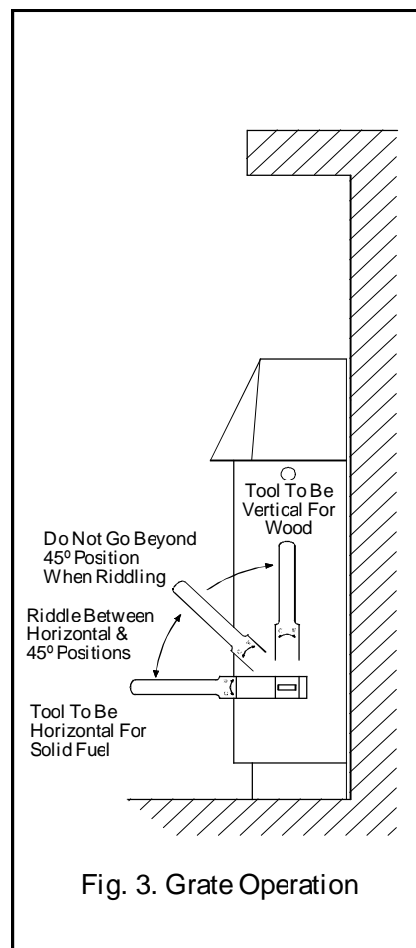 Tool To Be
Vertical For
Wood
Do Not Go Beyond
45º Position
When Riddling
Riddle Between
Horizontal &
45º Positions
Tool To Be
Horizontal For
Solid Fuel
Fig. 3. Grate Operation